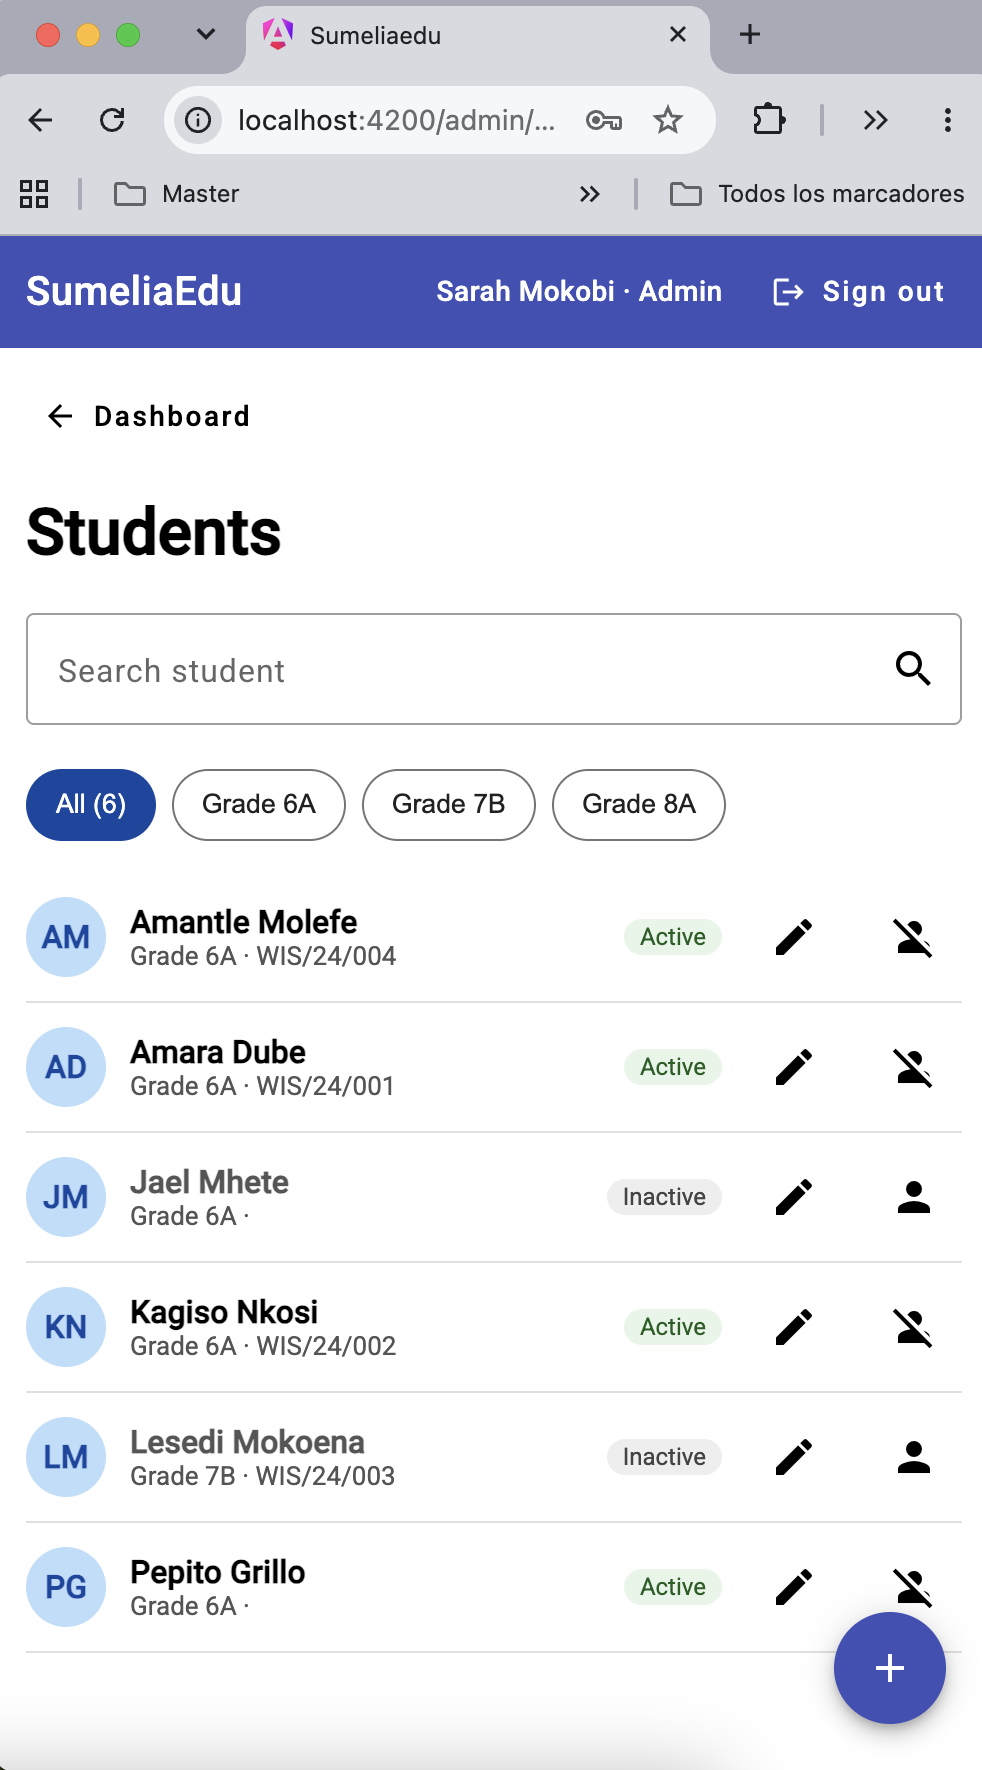 Sumeliaedu
localhost:4200/admin/...
Master
Todos los marcadores
SumeliaEdu
Sarah Mokobi · Admin
Sign out
Dashboard
Students
Search student
All (6)
Grade 6A
Grade 7B
Grade 8A
AM
Amantle Molefe
Grade 6A · WIS/24/004
Active
AD
Amara Dube
Grade 6A · WIS/24/001
Active
JM
Jael Mhete
Grade 6A ·
Inactive
KN
Kagiso Nkosi
Grade 6A · WIS/24/002
Active
LM
Lesedi Mokoena
Grade 7B · WIS/24/003
Inactive
PG
Pepito Grillo
Grade 6A ·
Active